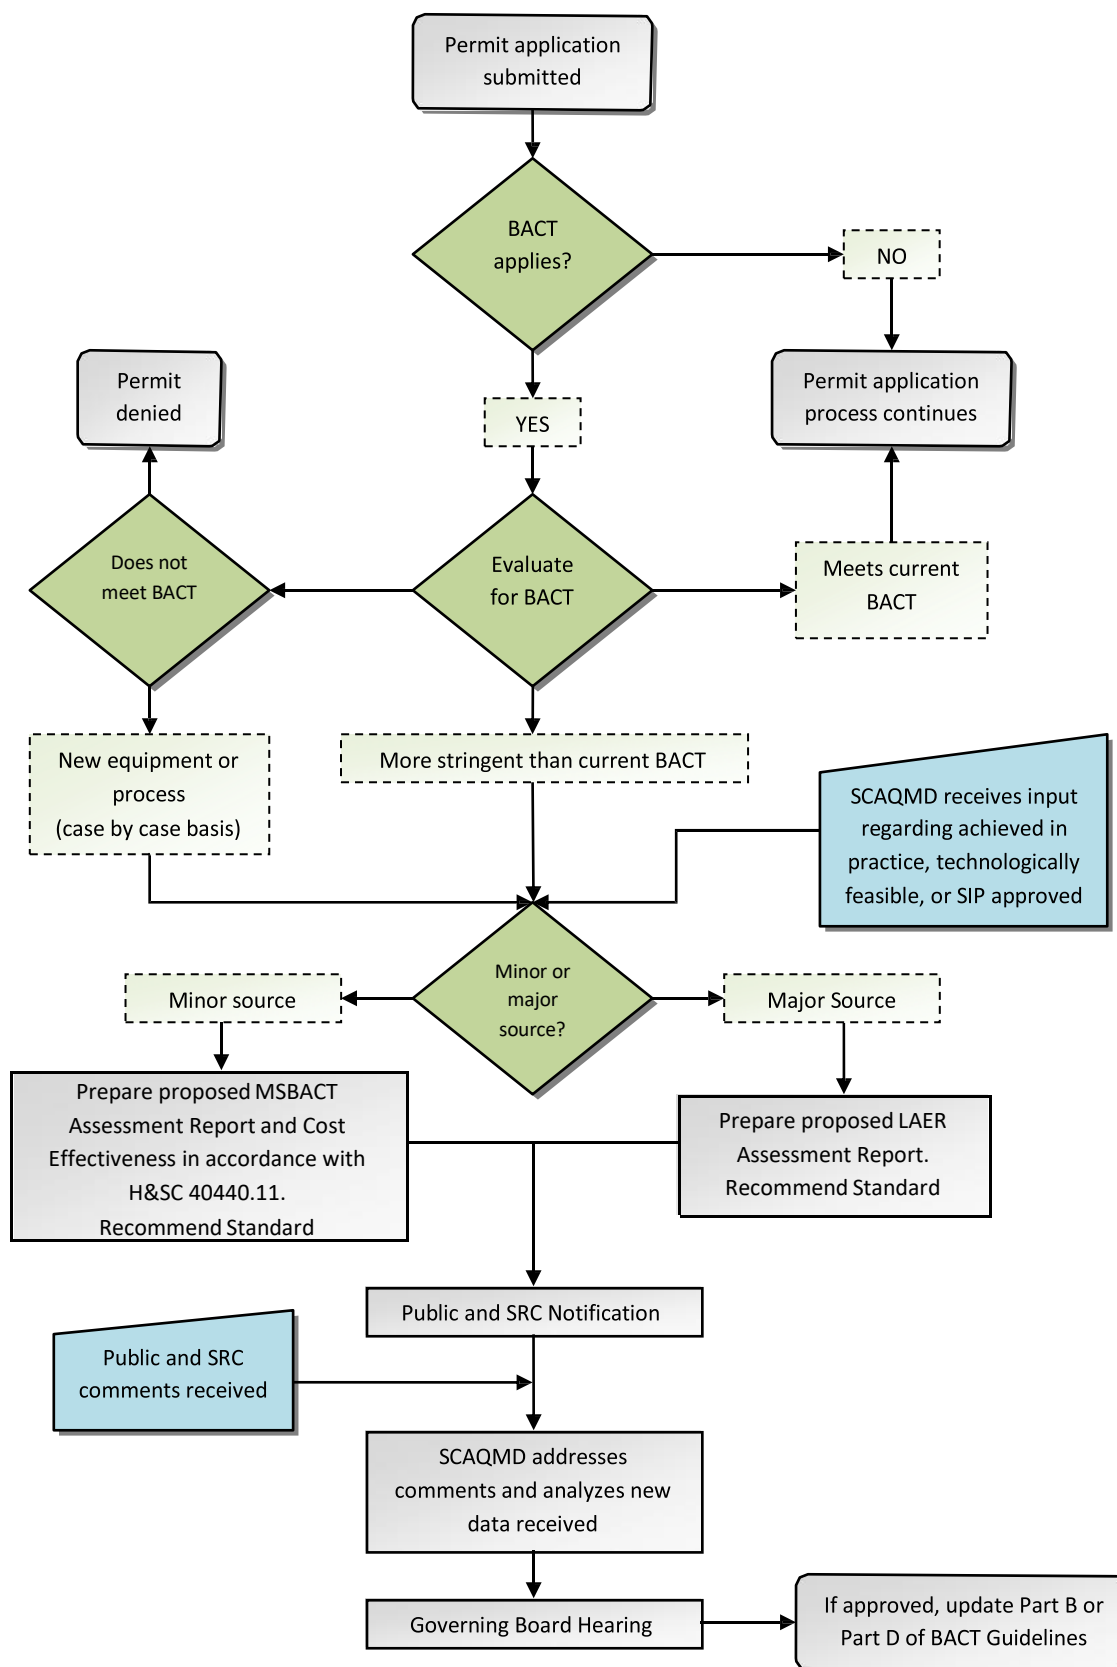 Permit application
submitted
BACT
applies?
NO
Permit
denied
YES
Permit application
process continues
Does not
meet BACT
Evaluate
for BACT
Meets current
BACT
New equipment or
process
(case by case basis)
More stringent than current BACT
SCAQMD receives input
regarding achieved in
practice, technologically
feasible, or SIP approved
Minor source
Minor or
major
source?
Major Source
Prepare proposed MSBACT
Assessment Report and Cost
Effectiveness in accordance with
H&SC 40440.11.
Recommend Standard
Prepare proposed LAER
Assessment Report.
Recommend Standard
Public and SRC Notification
Public and SRC
comments received
SCAQMD addresses
comments and analyzes new
data received
Governing Board Hearing
If approved, update Part B or
Part D of BACT Guidelines